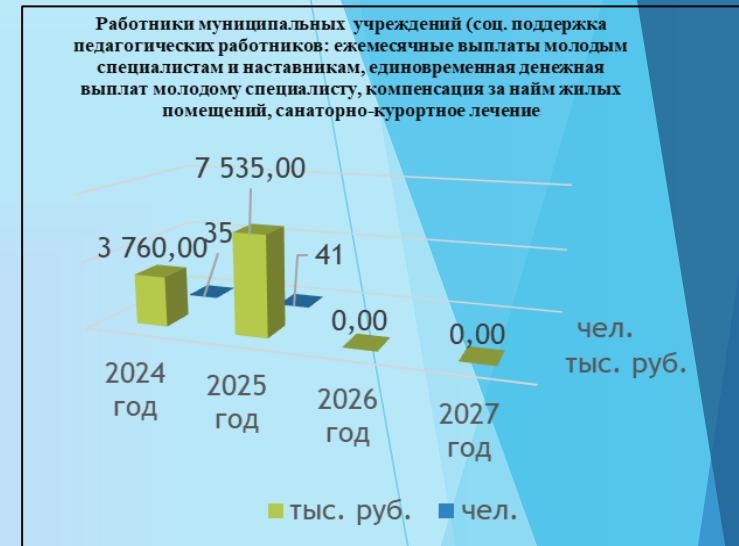 Работники муниципальных учреждений (соц. поддержка
педагогических работников: ежемесячные выплаты молодым
специалистам и наставникам, единовременная денежная
выплат молодому специалисту, компенсация за найм жилых
помещений, санаторно-курортное лечение
7 535,00
3 760,00
35
41
0,00
0,00
чел.
тыс. руб.
2024
год
2025
год
2026
год
2027
год
тыс. руб.
чел.